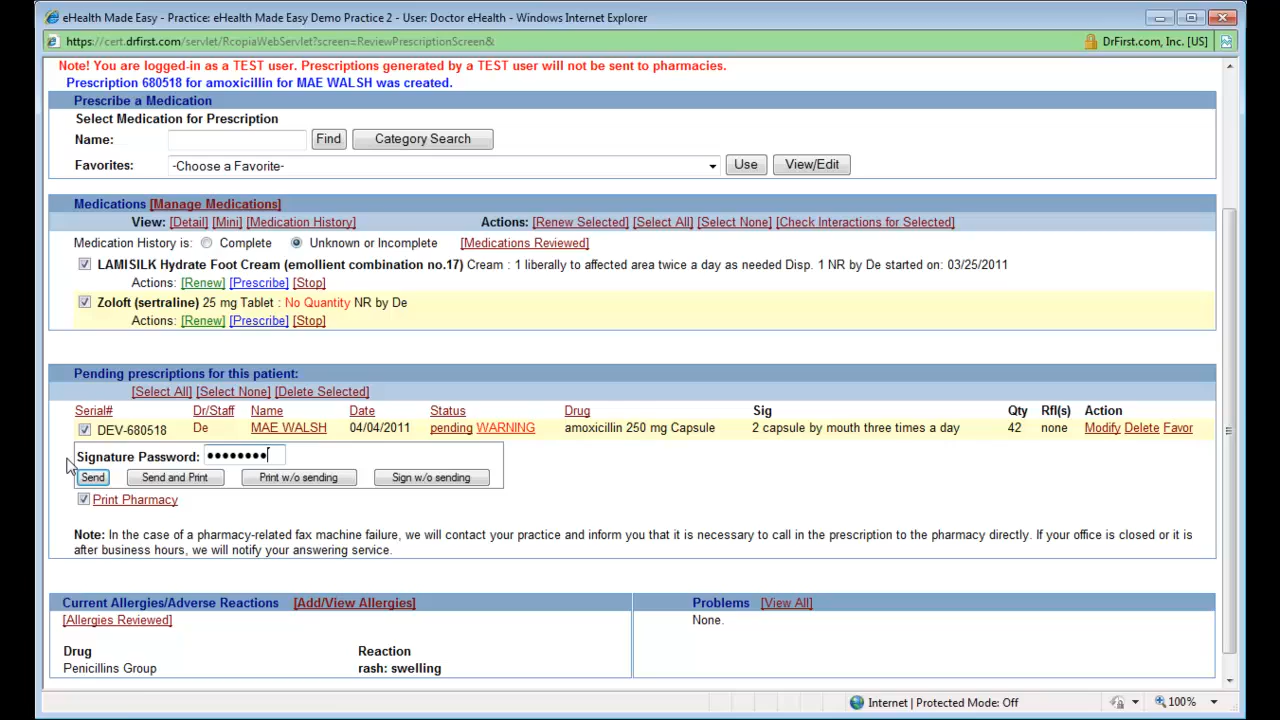 eHealth Made Easy - Practice: eHealth Made Easy Demo Practice 2 - User: Doctor eHealth - Windows Internet Explorer
https://cert.drfirst.com/servlet/RcopiaWebServlet?screen=ReviewPrescriptionScreen& DrFirst.com, Inc. [US]
Note! You are logged-in as a TEST user. Prescriptions generated by a TEST user will not be sent to pharmacies.
Prescription 680518 for amoxicillin for MAE WALSH was created.
Prescribe a Medication
Select Medication for Prescription
Name: Find Category Search
Favorites: -Choose a Favorite- Use View/Edit
Medications [Manage Medications]
View: [Detail] [Mini] [Medication History] Actions: [Renew Selected] [Select All] [Select None] [Check Interactions for Selected]
Medication History is: Complete Unknown or Incomplete [Medications Reviewed]
LAMISILK Hydrate Foot Cream (emollient combination no.17) Cream : 1 liberally to affected area twice a day as needed Disp. 1 NR by De started on: 03/25/2011
Actions: [Renew] [Prescribe] [Stop]
Zoloft (sertraline) 25 mg Tablet : No Quantity NR by De
Actions: [Renew] [Prescribe] [Stop]
Pending prescriptions for this patient:
[Select All] [Select None] [Delete Selected]
Serial# Dr/Staff Name Date Status Drug Sig Qty Rfl(s) Action
DEV-680518 De MAE WALSH 04/04/2011 pending WARNING amoxicillin 250 mg Capsule 2 capsule by mouth three times a day 42 none Modify Delete Favor
Signature Password: ••••••••
Send Send and Print Print w/o sending Sign w/o sending
Print Pharmacy
Note: In the case of a pharmacy-related fax machine failure, we will contact your practice and inform you that it is necessary to call in the prescription to the pharmacy directly. If your office is closed or it is
after business hours, we will notify your answering service.
Current Allergies/Adverse Reactions [Add/View Allergies] Problems [View All]
[Allergies Reviewed] None.
Drug Reaction
Penicillins Group rash: swelling
Internet | Protected Mode: Off 100%